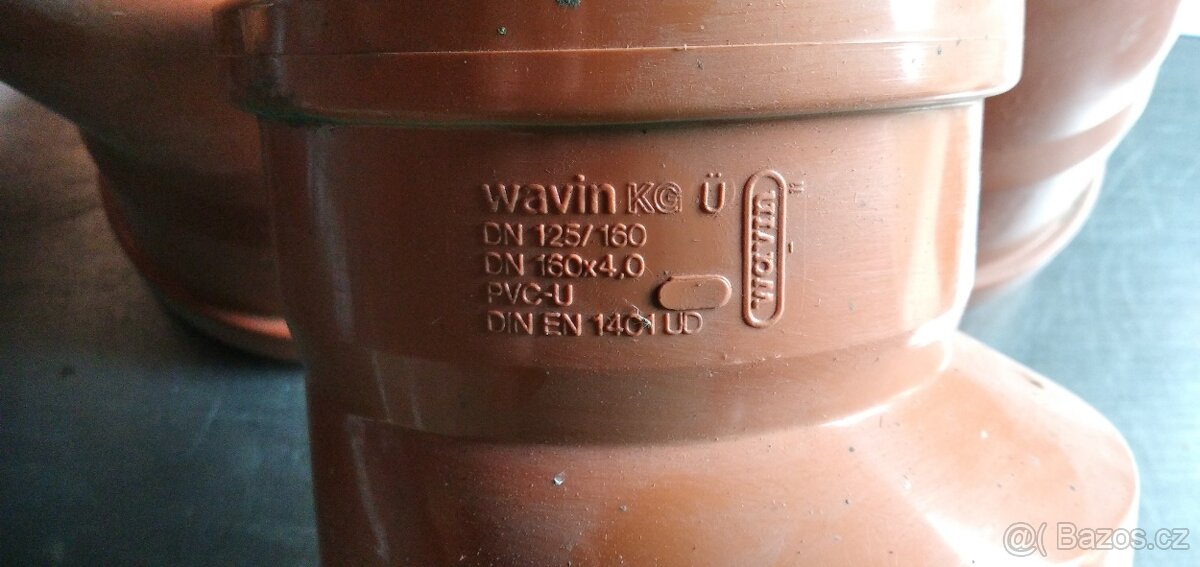 wavin KG Ü
DN 125/160
DN 160x4,0
PVC-U
DIN EN 1401 UD
wavin
@( Bazos.cz